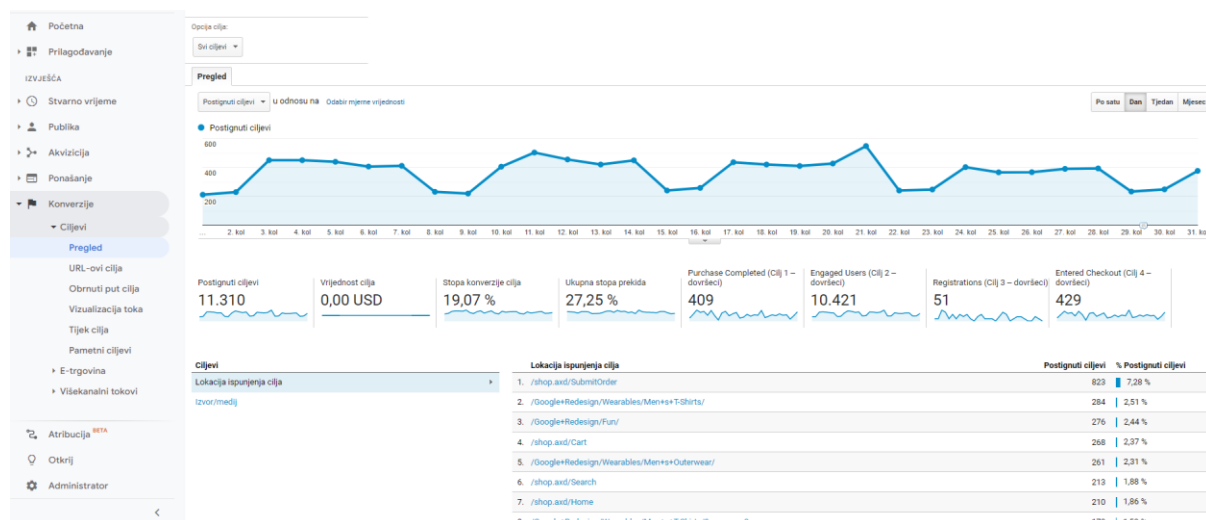 Početna
Prilagođavanje
IZVJEŠĆA
Stvarno vrijeme
Publika
Akvizicija
Ponašanje
Konverzije
Ciljevi
Pregled
URL-ovi cilja
Obrnuti put cilja
Vizualizacija toka
Tijek cilja
Pametni ciljevi
E-trgovina
Višekanalni tokovi
Atribucija BETA
Otkrij
Administrator
Opcija cilja:
Svi ciljevi
Pregled
Postignuti ciljevi u odnosu na Odabir mjerne vrijednosti
Po satu Dan Tjedan Mjesec
Postignuti ciljevi
600
400
200
... 2. kol 3. kol 4. kol 5. kol 6. kol 7. kol 8. kol 9. kol 10. kol 11. kol 12. kol 13. kol 14. kol 15. kol 16. kol 17. kol 18. kol 19. kol 20. kol 21. kol 22. kol 23. kol 24. kol 25. kol 26. kol 27. kol 28. kol 29. kol 30. kol 31. kol
Postignuti ciljevi
11.310
Vrijednost cilja
0,00 USD
Stopa konverzije cilja
19,07 %
Ukupna stopa prekida
27,25 %
Purchase Completed (Cilj 1 –
dovršeci)
409
Engaged Users (Cilj 2 –
dovršeci)
10.421
Registrations (Cilj 3 – dovršeci)
51
Entered Checkout (Cilj 4 –
dovršeci)
429
Ciljevi
Lokacija ispunjenja cilja
Izvor/medij
Lokacija ispunjenja cilja Postignuti ciljevi % Postignuti ciljevi
1. /shop.axd/SubmitOrder 823 7,28 %
2. /Google+Redesign/Wearables/Men+s+T-Shirts/ 284 2,51 %
3. /Google+Redesign/Fun/ 276 2,44 %
4. /shop.axd/Cart 268 2,37 %
5. /Google+Redesign/Wearables/Men+s+Outerwear/ 261 2,31 %
6. /shop.axd/Search 213 1,88 %
7. /shop.axd/Home 210 1,86 %